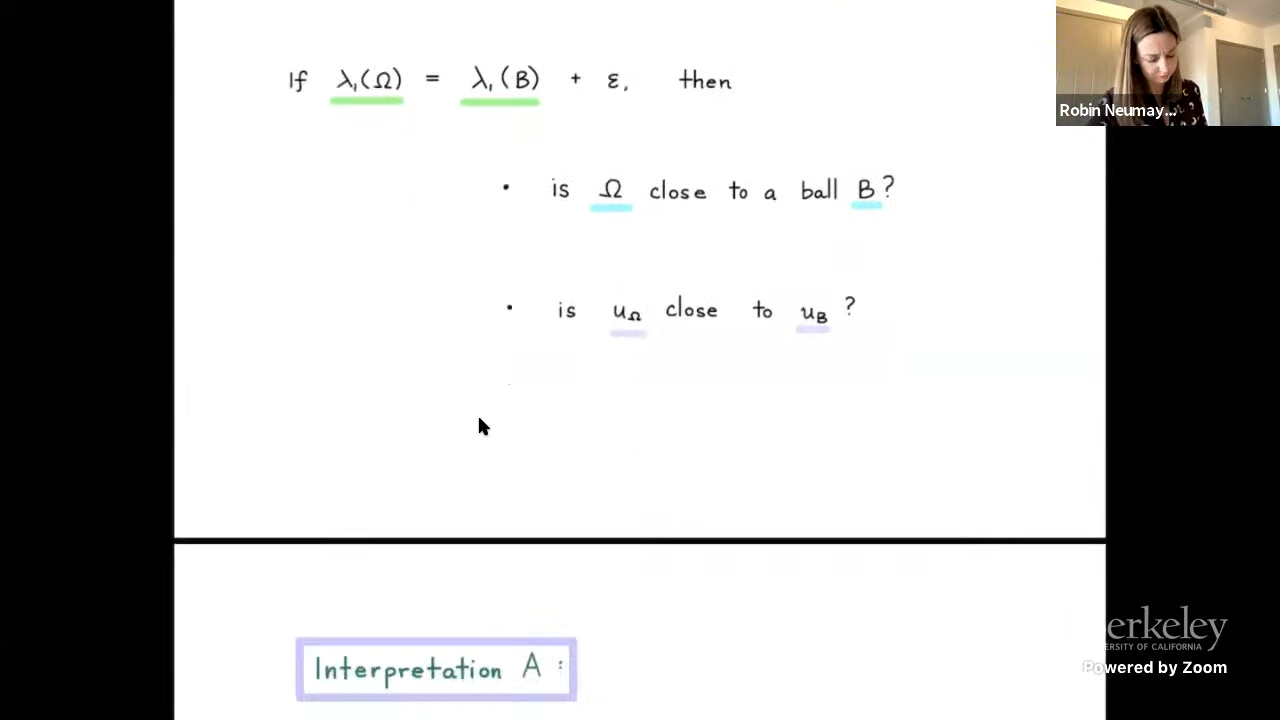 If λ₁(Ω) = λ₁(B) + ε, then
Robin Neumay...
• is Ω close to a ball B?
• is u_Ω close to u_B ?
Interpretation A :
erkeley
ERSITY OF CALIFORNIA
Powered by Zoom